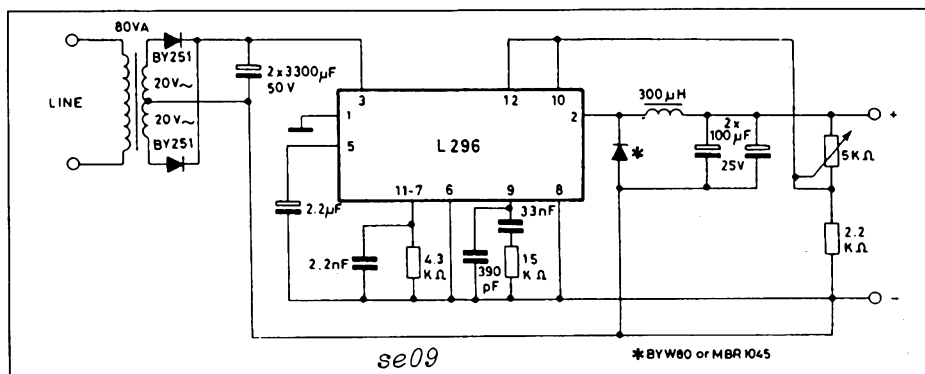 80VA
BY251
20V~
20V~
BY251
LINE
2x3300µF
50V
3
12
10
1
5
L296
2
11-7
6
9
8
300µH
2x
100µF
25V
+
5KΩ
*
2.2µF
2.2nF
4.3
KΩ
390
pF
33nF
15
KΩ
2.2
KΩ
-
se09
*BYW80 or MBR1045